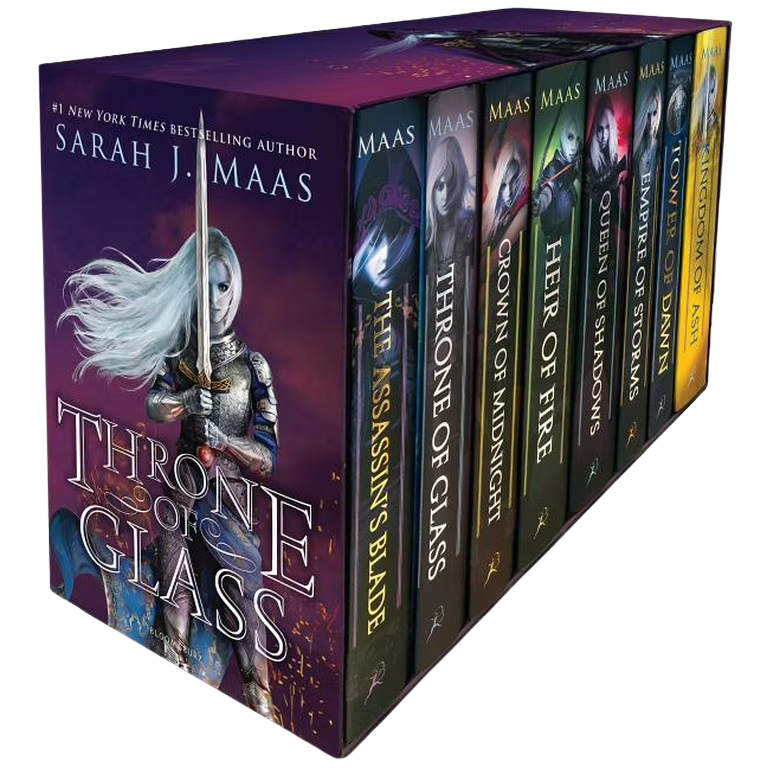 #1 NEW YORK TIMES BESTSELLING AUTHOR
SARAH J. MAAS
THRONE
OF
GLASS
BLOOMSBURY
MAAS
THE ASSASSIN'S BLADE
MAAS
THRONE OF GLASS
MAAS
CROWN OF MIDNIGHT
MAAS
HEIR OF FIRE
MAAS
QUEEN OF SHADOWS
MAAS
EMPIRE OF STORMS
MAAS
TOWER OF DAWN
MAAS
KINGDOM OF ASH